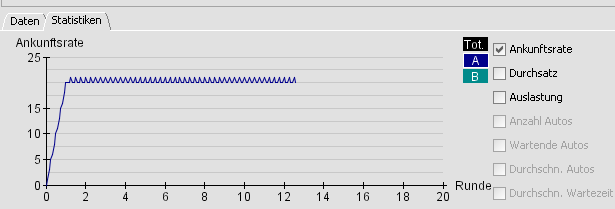 Daten Statistiken
Ankunftsrate
Tot.
A
B
Ankunftsrate
Durchsatz
Auslastung
Anzahl Autos
Wartende Autos
Durchschn. Autos
Durchschn. Wartezeit
25
15
10
5
0
0 2 4 6 8 10 12 14 16 18 20
Runde